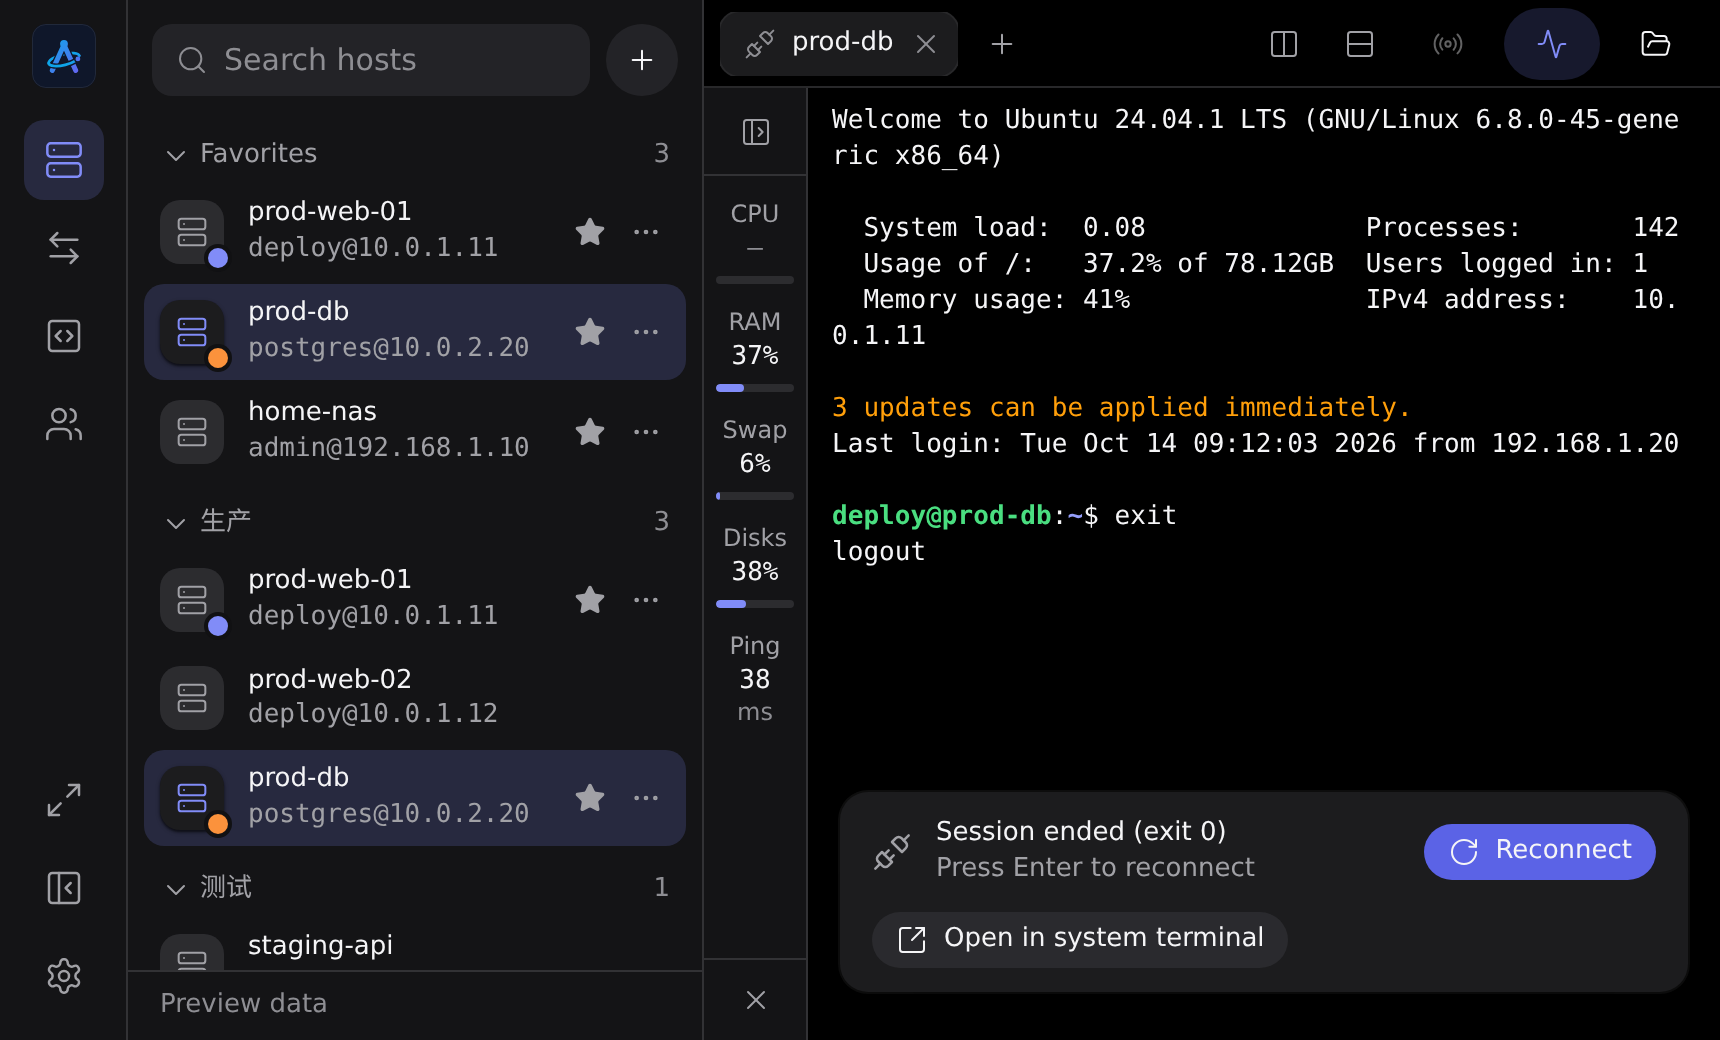 Search hosts
Favorites 3
prod-web-01
deploy@10.0.1.11
prod-db
postgres@10.0.2.20
home-nas
admin@192.168.1.10
生产 3
prod-web-01
deploy@10.0.1.11
prod-web-02
deploy@10.0.1.12
prod-db
postgres@10.0.2.20
测试 1
staging-api
Preview data
prod-db
CPU
—
RAM
37%
Swap
6%
Disks
38%
Ping
38
ms
Welcome to Ubuntu 24.04.1 LTS (GNU/Linux 6.8.0-45-gene
ric x86_64)
System load: 0.08 Processes: 142
Usage of /: 37.2% of 78.12GB Users logged in: 1
Memory usage: 41% IPv4 address: 10.
0.1.11
3 updates can be applied immediately.
Last login: Tue Oct 14 09:12:03 2026 from 192.168.1.20
deploy@prod-db:~$ exit
logout
Session ended (exit 0)
Press Enter to reconnect
Reconnect
Open in system terminal